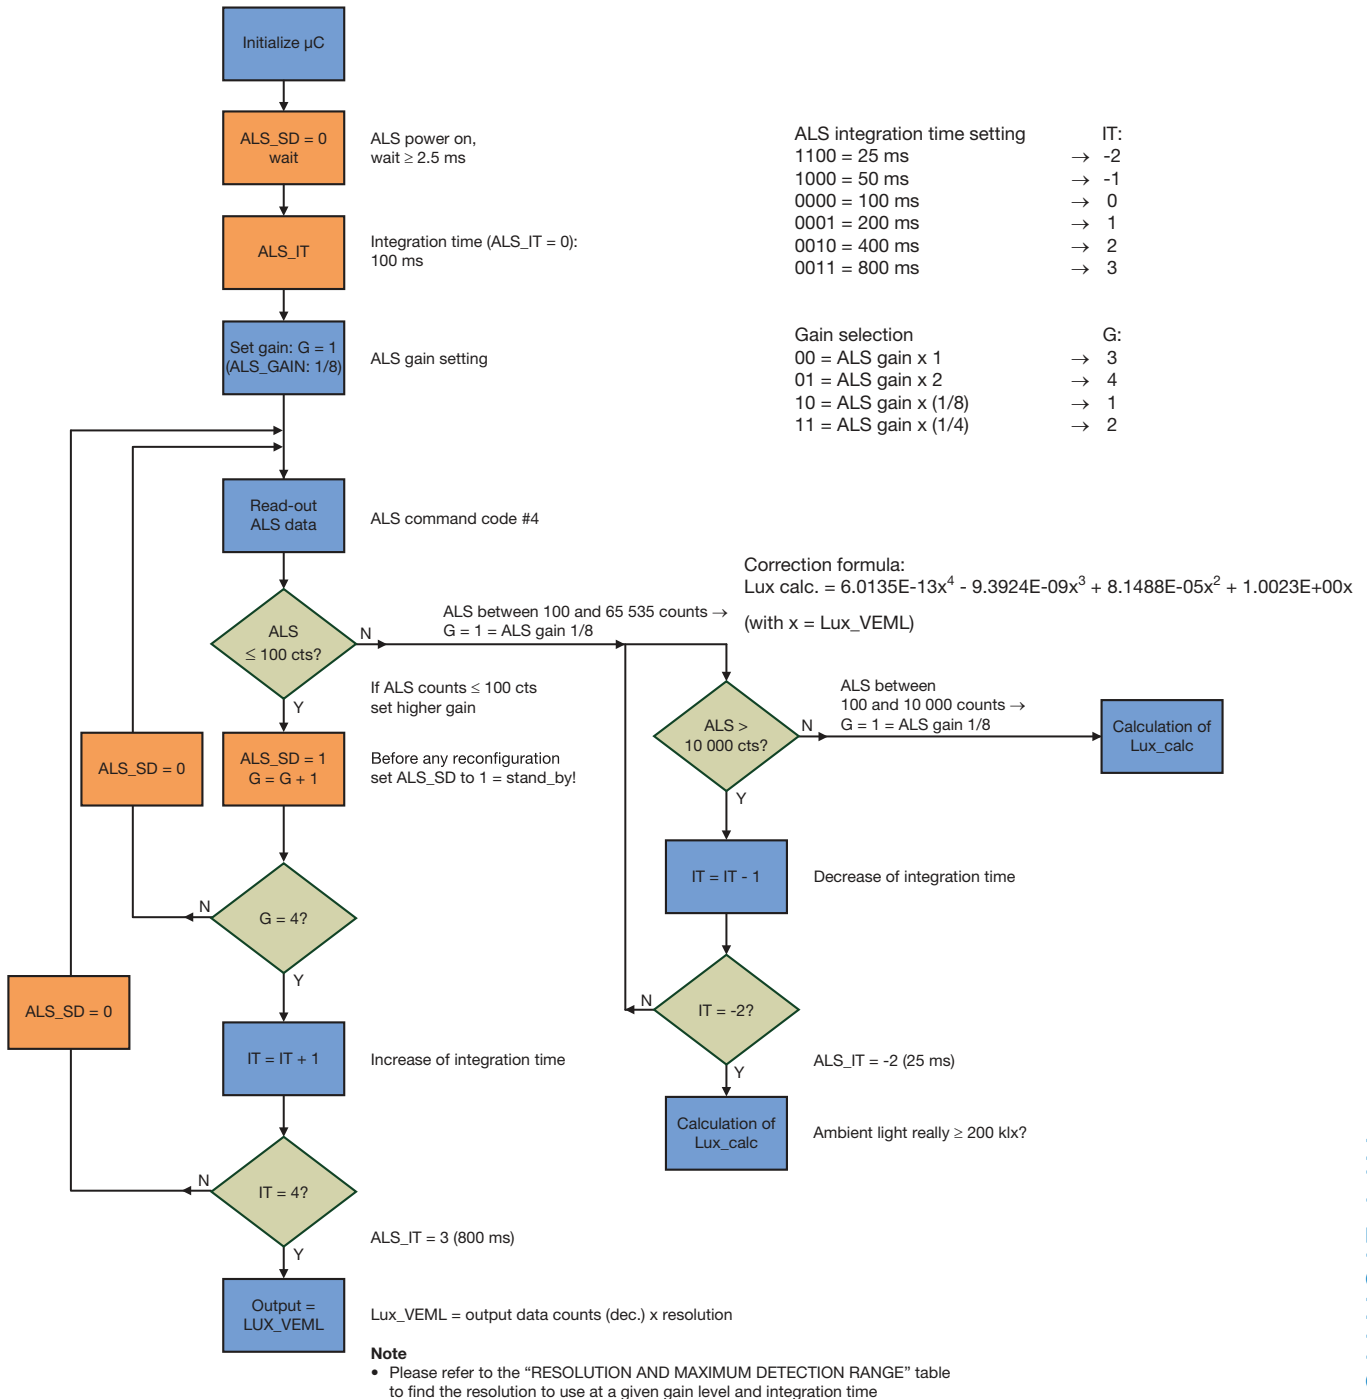 Initialize µC
ALS_SD = 0
wait
ALS power on,
wait ≥ 2.5 ms
ALS_IT
Integration time (ALS_IT = 0):
100 ms
Set gain: G = 1
(ALS_GAIN: 1/8)
ALS gain setting
ALS integration time setting IT:
1100 = 25 ms → -2
1000 = 50 ms → -1
0000 = 100 ms → 0
0001 = 200 ms → 1
0010 = 400 ms → 2
0011 = 800 ms → 3
Gain selection G:
00 = ALS gain x 1 → 3
01 = ALS gain x 2 → 4
10 = ALS gain x (1/8) → 1
11 = ALS gain x (1/4) → 2
Read-out
ALS data
ALS command code #4
Correction formula:
Lux calc. = 6.0135E-13x⁴ - 9.3924E-09x³ + 8.1488E-05x² + 1.0023E+00x
(with x = Lux_VEML)
ALS
≤ 100 cts?
N
Y
ALS between 100 and 65 535 counts →
G = 1 = ALS gain 1/8
If ALS counts ≤ 100 cts
set higher gain
ALS >
10 000 cts?
N
Y
ALS between
100 and 10 000 counts →
G = 1 = ALS gain 1/8
Calculation of
Lux_calc
ALS_SD = 0
ALS_SD = 1
G = G + 1
Before any reconfiguration
set ALS_SD to 1 = stand_by!
IT = IT - 1
Decrease of integration time
G = 4?
N
Y
ALS_SD = 0
IT = -2?
N
Y
ALS_IT = -2 (25 ms)
IT = IT + 1
Increase of integration time
Calculation of
Lux_calc
Ambient light really ≥ 200 klx?
IT = 4?
N
Y
ALS_IT = 3 (800 ms)
Output =
LUX_VEML
Lux_VEML = output data counts (dec.) x resolution
Note
• Please refer to the “RESOLUTION AND MAXIMUM DETECTION RANGE” table
to find the resolution to use at a given gain level and integration time